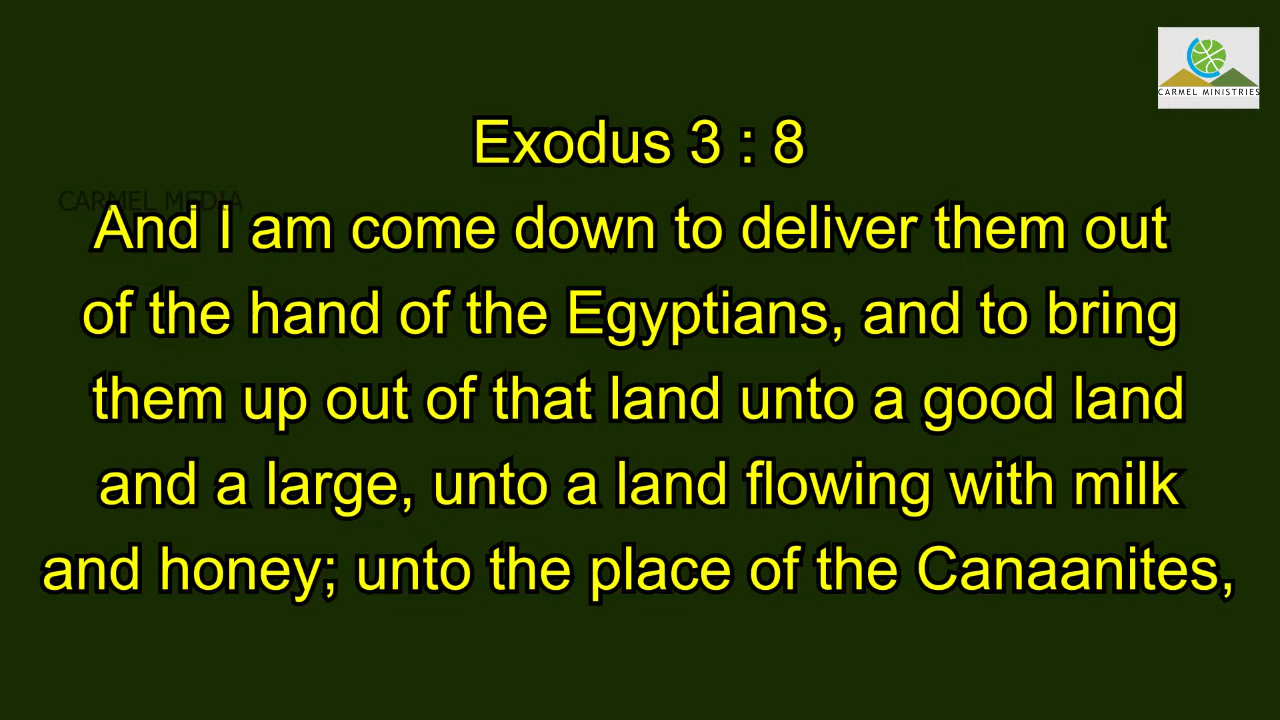 CARMEL MINISTRIES
Exodus 3 : 8
CARMEL MEDIA
And I am come down to deliver them out
of the hand of the Egyptians, and to bring
them up out of that land unto a good land
and a large, unto a land flowing with milk
and honey; unto the place of the Canaanites,